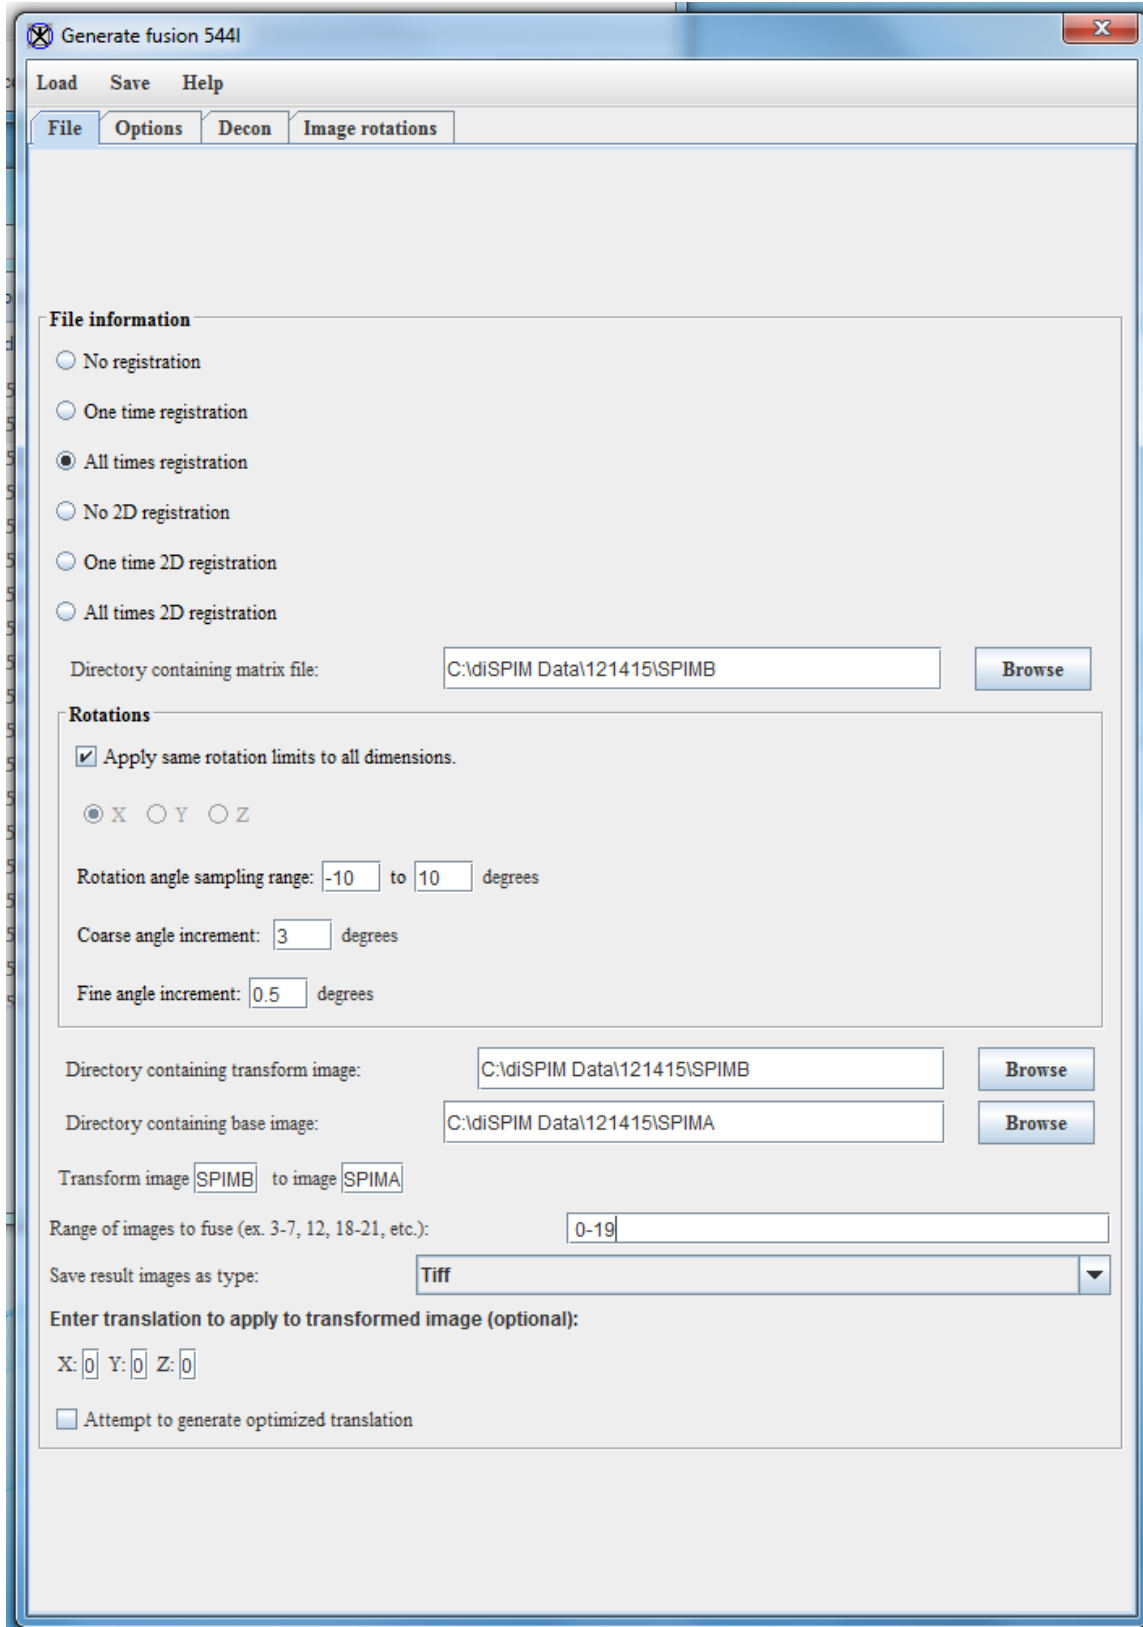 Generate fusion 544l
Load Save Help
File Options Decon Image rotations
File information
No registration
One time registration
All times registration
No 2D registration
One time 2D registration
All times 2D registration
Directory containing matrix file: C:\diSPIM Data\121415\SPIMB Browse
Rotations
Apply same rotation limits to all dimensions.
X Y Z
Rotation angle sampling range: -10 to 10 degrees
Coarse angle increment: 3 degrees
Fine angle increment: 0.5 degrees
Directory containing transform image: C:\diSPIM Data\121415\SPIMB Browse
Directory containing base image: C:\diSPIM Data\121415\SPIMA Browse
Transform image SPIMB to image SPIMA
Range of images to fuse (ex. 3-7, 12, 18-21, etc.): 0-19
Save result images as type: Tiff
Enter translation to apply to transformed image (optional):
X: 0 Y: 0 Z: 0
Attempt to generate optimized translation